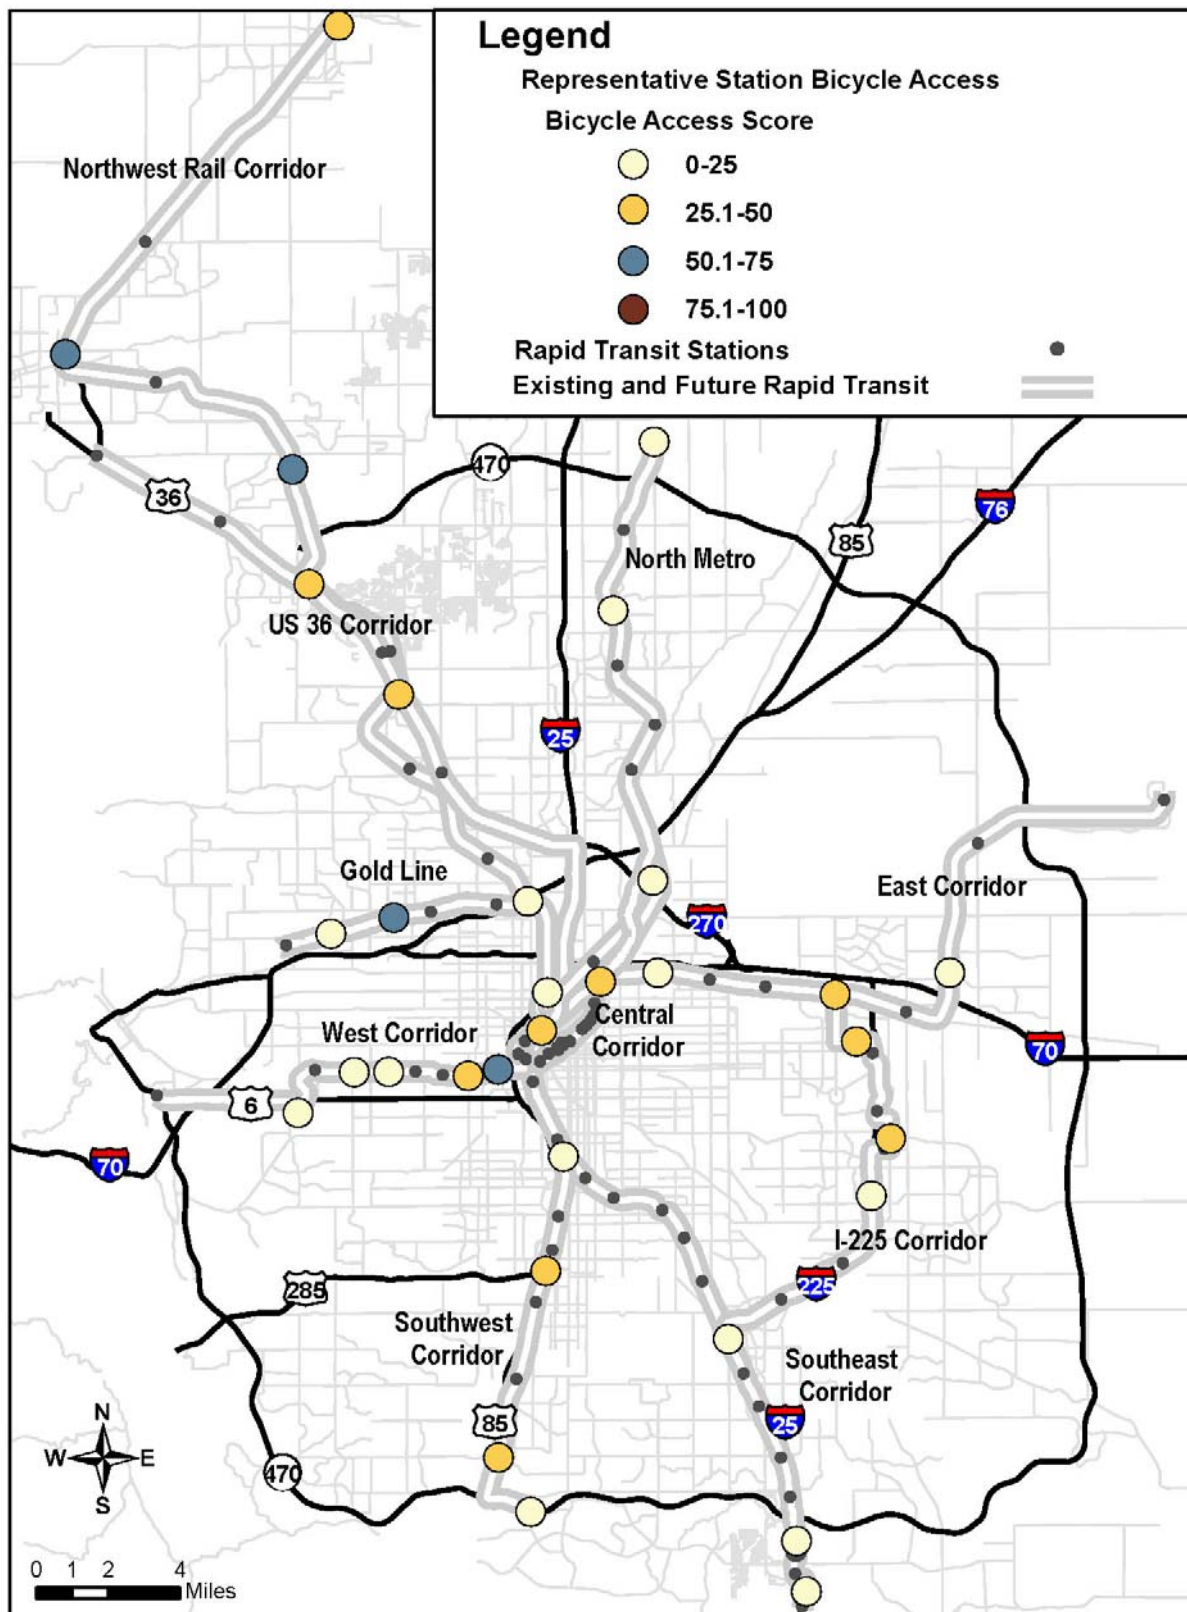 Legend
Representative Station Bicycle Access
Bicycle Access Score
0-25
25.1-50
50.1-75
75.1-100
Rapid Transit Stations
Existing and Future Rapid Transit
Northwest Rail Corridor
470
36
76
85
North Metro
US 36 Corridor
25
Gold Line
East Corridor
270
West Corridor
Central
Corridor
70
6
70
I-225 Corridor
285
225
Southwest
Corridor
Southeast
Corridor
85
25
N
W E
S
470
0 1 2 4
Miles